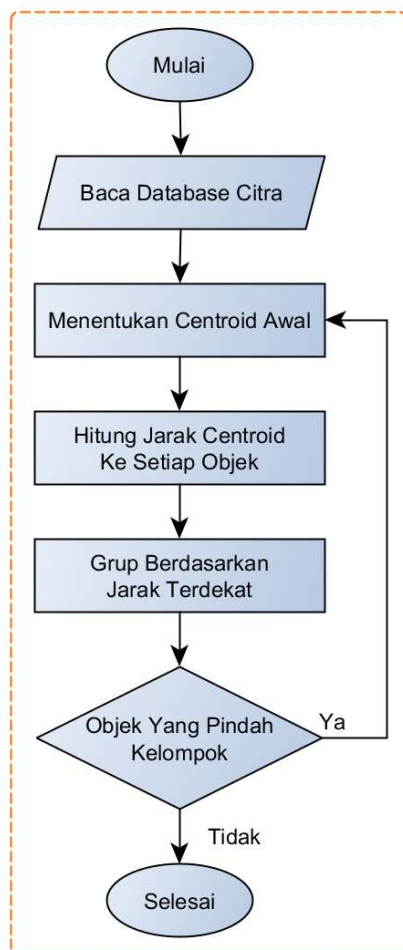 Mulai
Baca Database Citra
Menentukan Centroid Awal
Hitung Jarak Centroid
Ke Setiap Objek
Grup Berdasarkan
Jarak Terdekat
Objek Yang Pindah
Kelompok
Ya
Tidak
Selesai